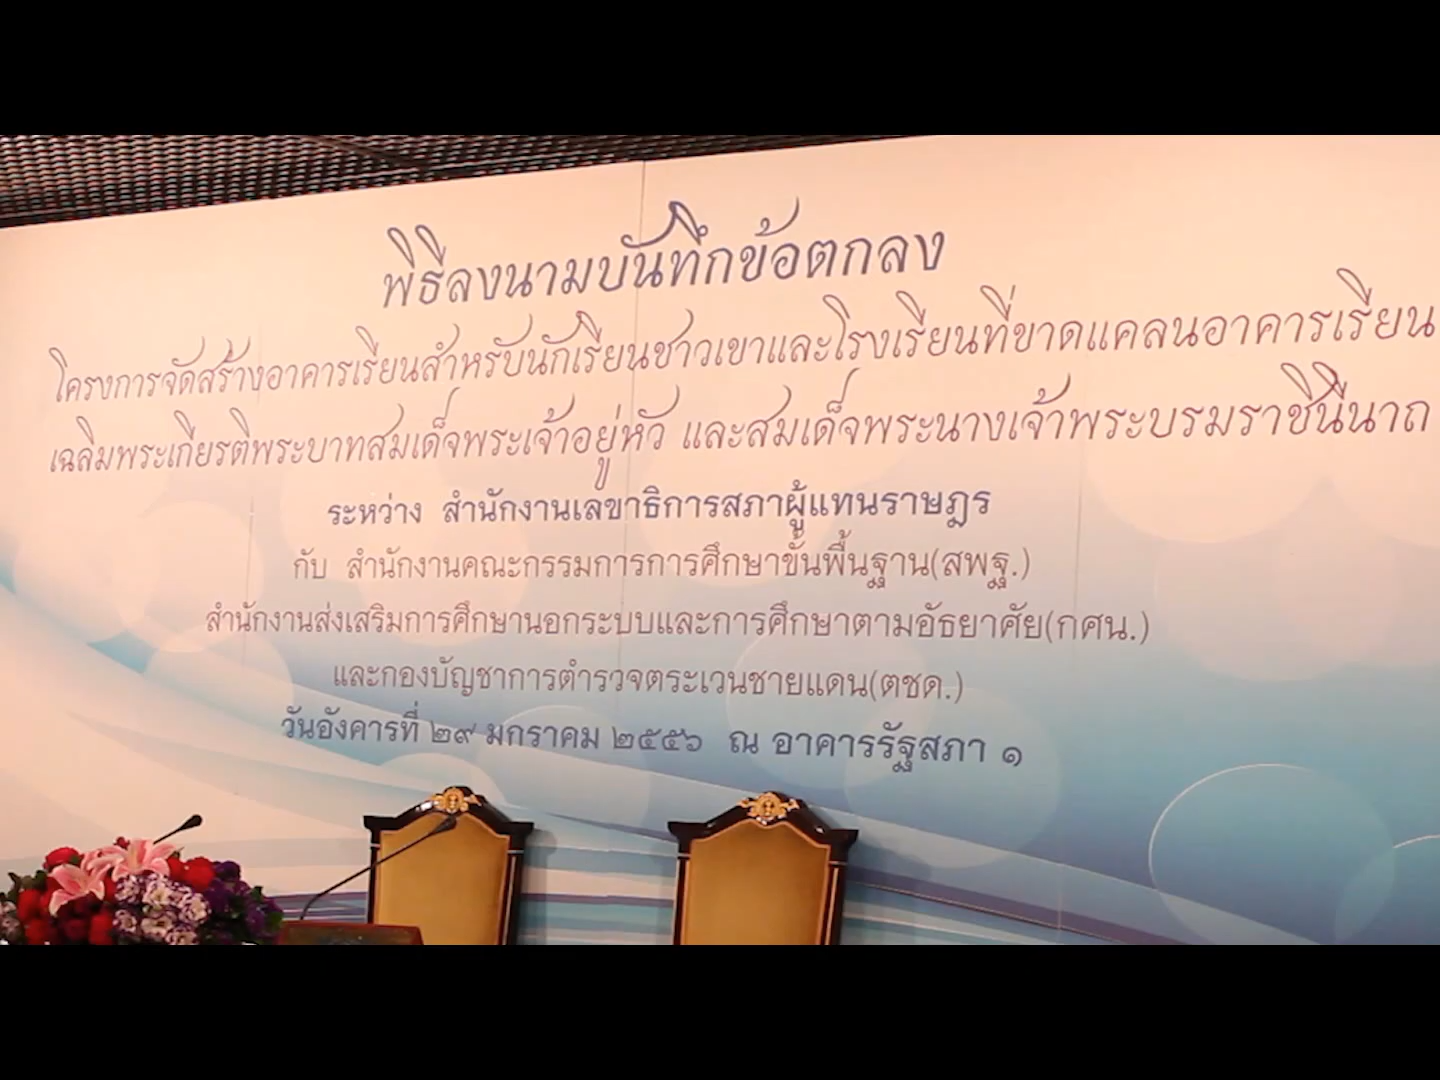 พิธีลงนามบันทึกข้อตกลง
โครงการจัดสร้างอาคารเรียนสำหรับนักเรียนชาวเขาและโรงเรียนที่ขาดแคลนอาคารเรียน
เฉลิมพระเกียรติพระบาทสมเด็จพระเจ้าอยู่หัว และสมเด็จพระนางเจ้าพระบรมราชินีนาถ
ระหว่าง สำนักงานเลขาธิการสภาผู้แทนราษฎร
กับ สำนักงานคณะกรรมการการศึกษาขั้นพื้นฐาน(สพฐ.)
สำนักงานส่งเสริมการศึกษานอกระบบและการศึกษาตามอัธยาศัย(กศน.)
และกองบัญชาการตำรวจตระเวนชายแดน(ตชด.)
วันอังคารที่ ๒๙ มกราคม ๒๕๕๖ ณ อาคารรัฐสภา ๑